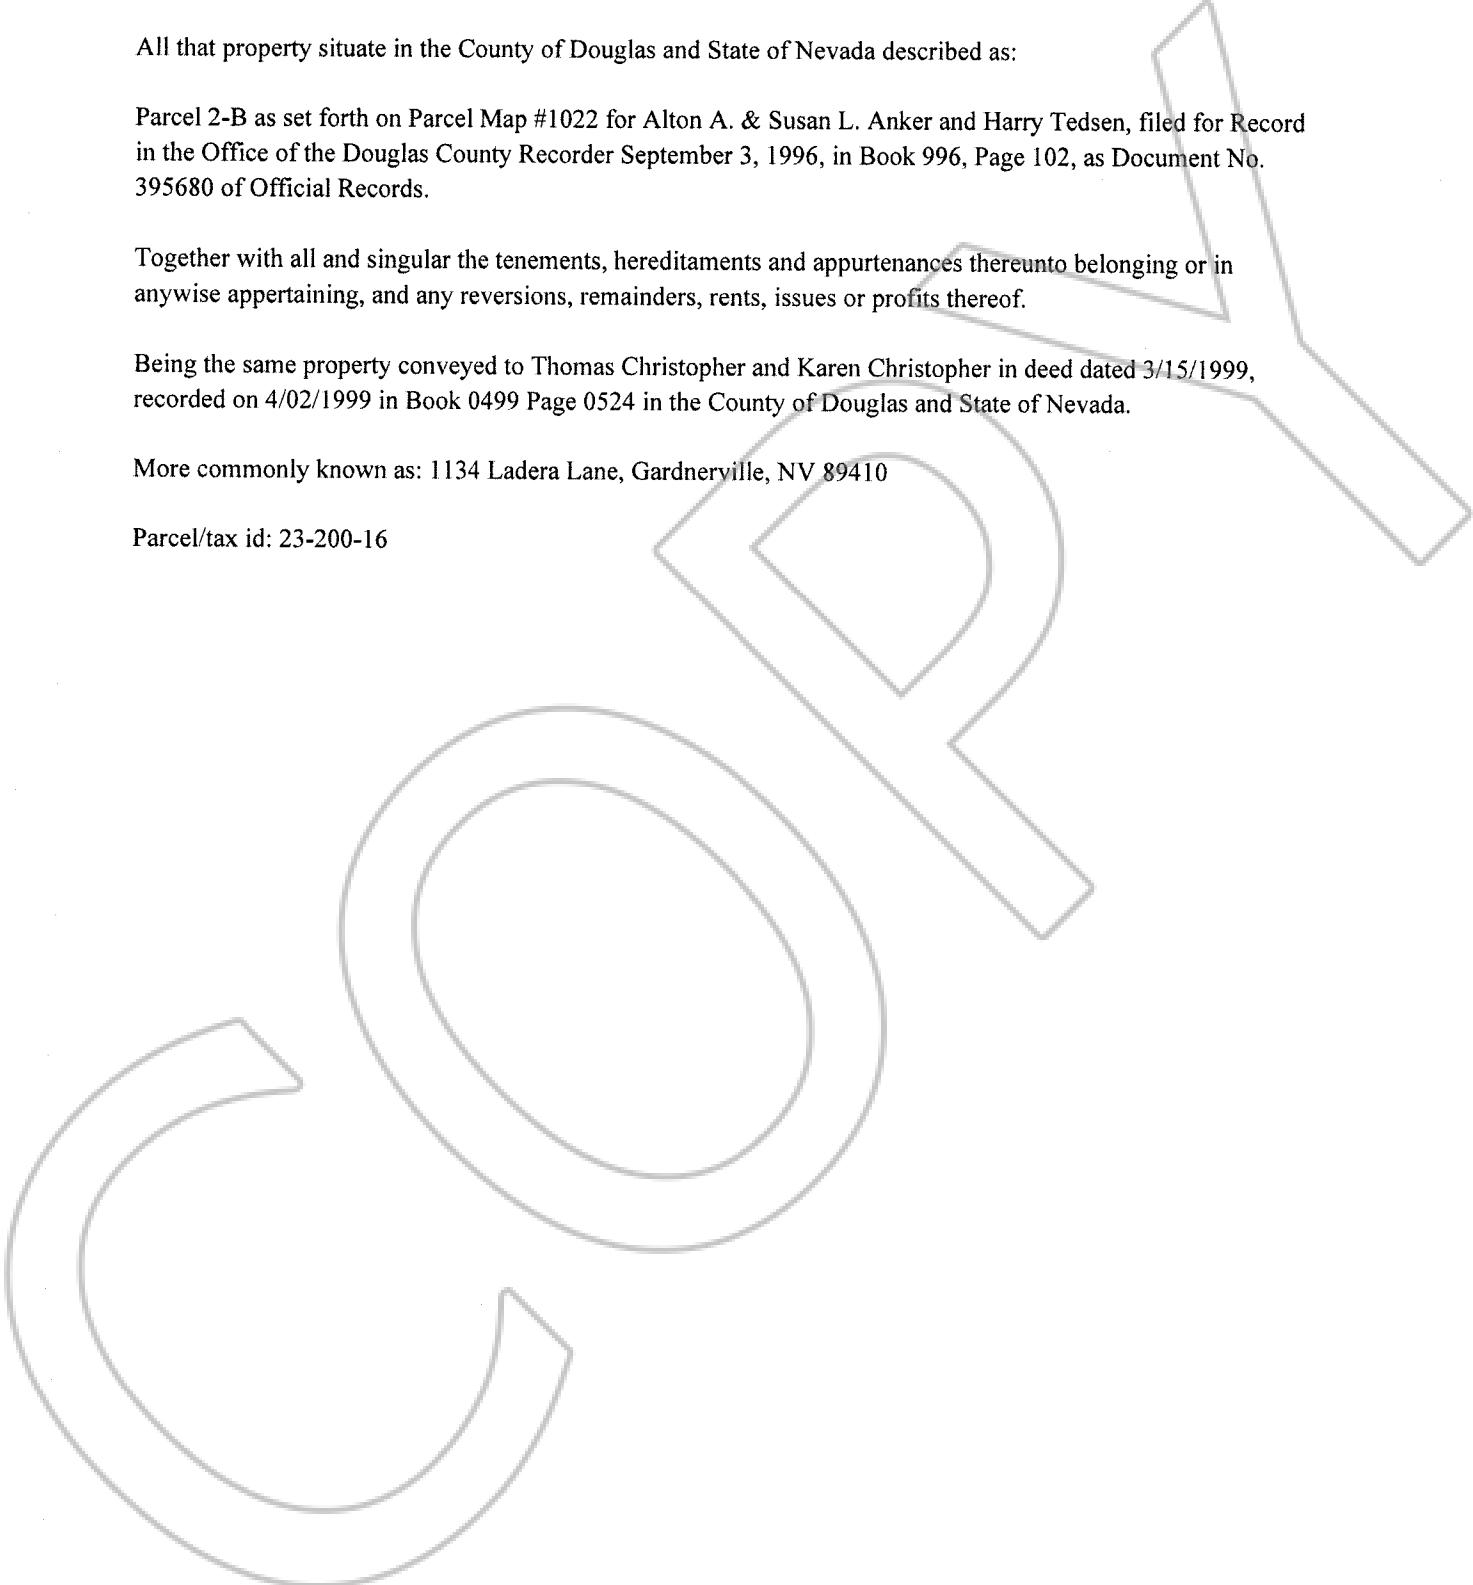 All that property situate in the County of Douglas and State of Nevada described as:
Parcel 2-B as set forth on Parcel Map #1022 for Alton A. & Susan L. Anker and Harry Tedsen, filed for Record
in the Office of the Douglas County Recorder September 3, 1996, in Book 996, Page 102, as Document No.
395680 of Official Records.
Together with all and singular the tenements, hereditaments and appurtenances thereunto belonging or in
anywise appertaining, and any reversions, remainders, rents, issues or profits thereof.
Being the same property conveyed to Thomas Christopher and Karen Christopher in deed dated 3/15/1999,
recorded on 4/02/1999 in Book 0499 Page 0524 in the County of Douglas and State of Nevada.
More commonly known as: 1134 Ladera Lane, Gardnerville, NV 89410
Parcel/tax id: 23-200-16
COPY